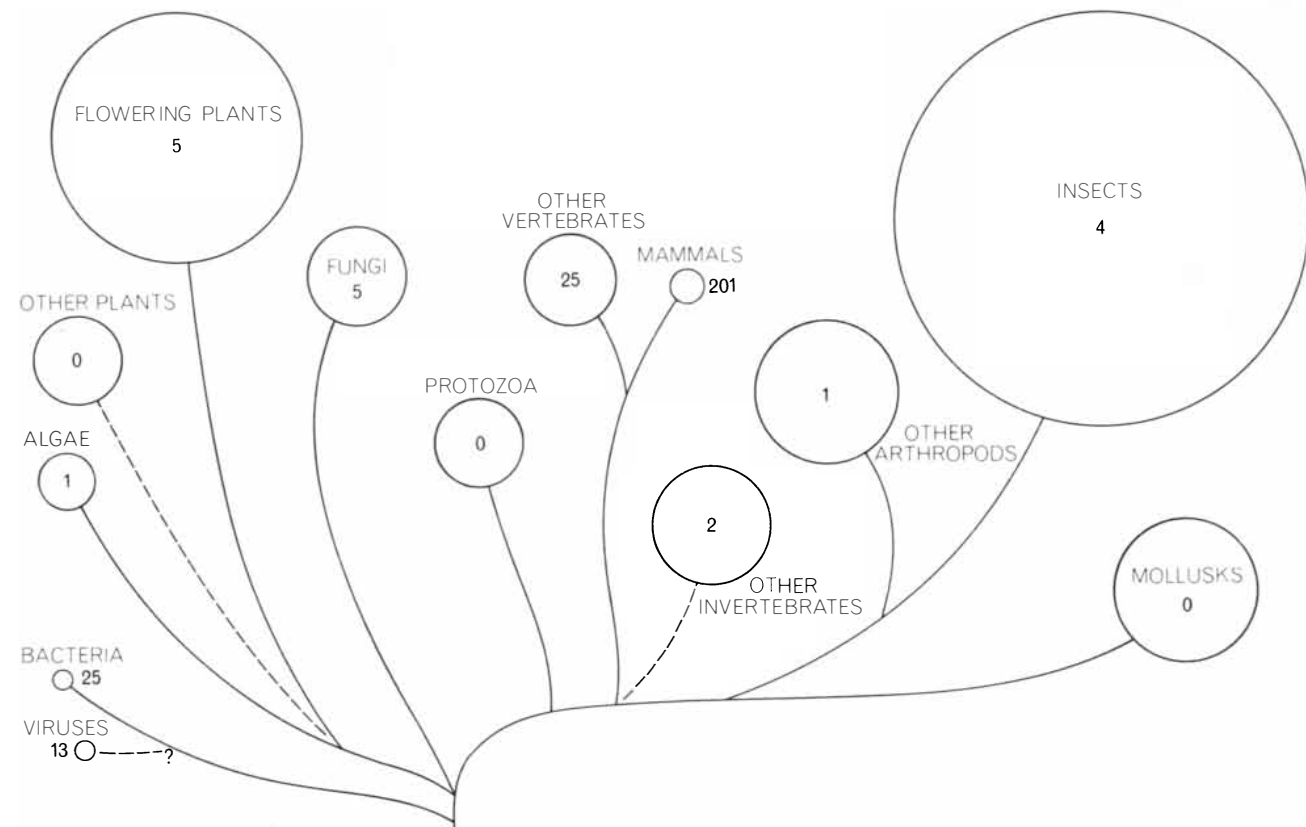 FLOWERING PLANTS
5
INSECTS
4
OTHER
VERTEBRATES
25
MAMMALS
201
FUNGI
5
OTHER PLANTS
0
PROTOZOA
0
1
OTHER
ARTHROPODS
ALGAE
1
2
OTHER
INVERTEBRATES
MOLLUSKS
0
BACTERIA
25
VIRUSES
13
?